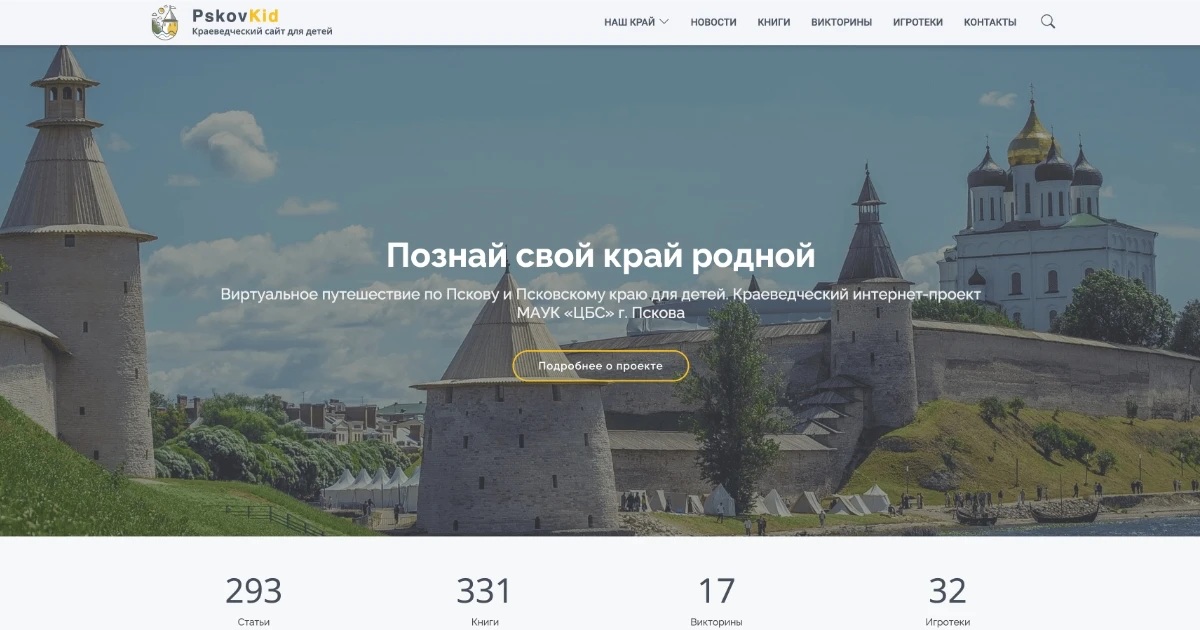 PskovKid
Краеведческий сайт для детей
НАШ КРАЙ
НОВОСТИ
КНИГИ
ВИКТОРИНЫ
ИГРОТЕКИ
КОНТАКТЫ
Познай свой край родной
Виртуальное путешествие по Пскову и Псковскому краю для детей. Краеведческий интернет-проект
МАУК «ЦБС» г. Пскова
Подробнее о проекте
293
331
17
32
Статьи
Книги
Викторины
Игротеки